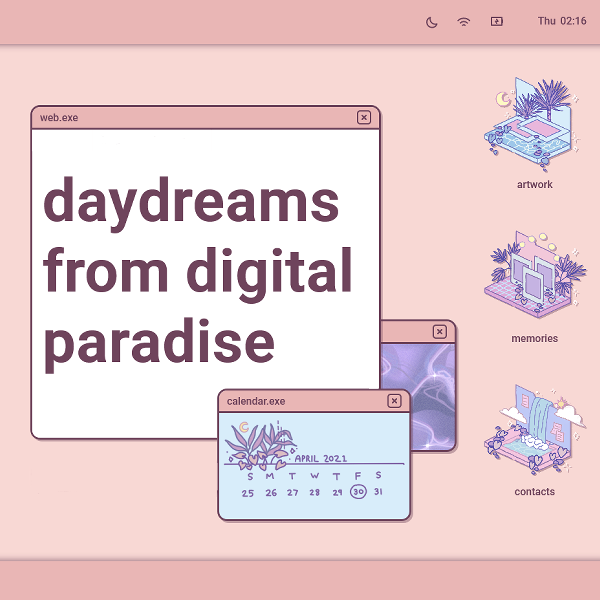 Thu 02:16
web.exe
daydreams
from digital
paradise
artwork
memories
calendar.exe
APRIL 2021
S M T W T F S
25 26 27 28 29 30 31
contacts